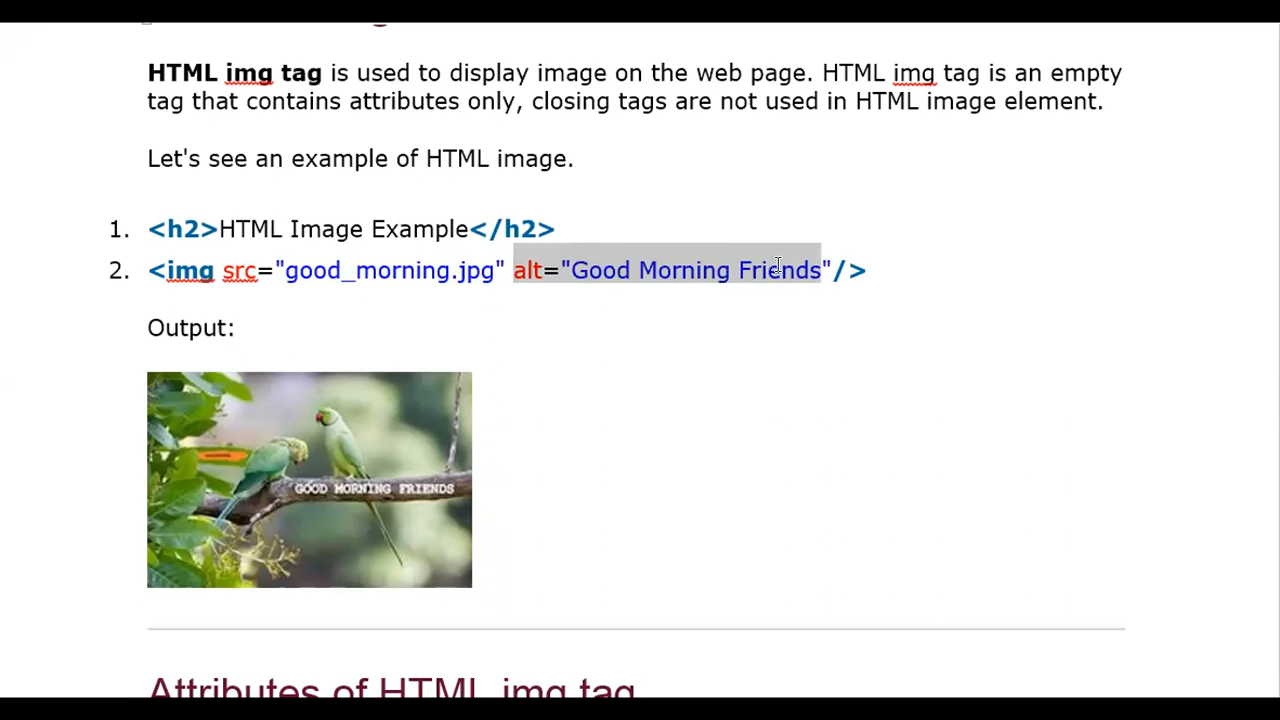 HTML img tag is used to display image on the web page. HTML img tag is an empty
tag that contains attributes only, closing tags are not used in HTML image element.
Let's see an example of HTML image.
1. <h2>HTML Image Example</h2>
2. <img src="good_morning.jpg" alt="Good Morning Friends"/>
Output:
GOOD MORNING FRIENDS
Attributes of HTML img tag